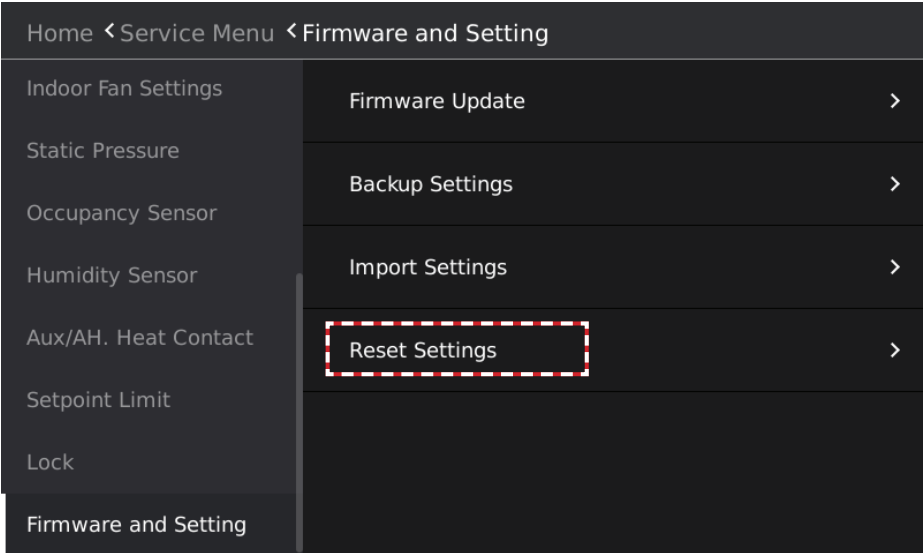 Home < Service Menu < Firmware and Setting
Indoor Fan Settings
Static Pressure
Occupancy Sensor
Humidity Sensor
Aux/AH. Heat Contact
Setpoint Limit
Lock
Firmware and Setting
Firmware Update >
Backup Settings >
Import Settings >
Reset Settings >